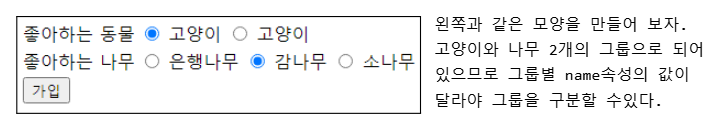 좋아하는 동물 고양이 고양이
좋아하는 나무 은행나무 감나무 소나무
가입
왼쪽과 같은 모양을 만들어 보자.
고양이와 나무 2개의 그룹으로 되어
있으므로 그룹별 name속성의 값이
달라야 그룹을 구분할 수있다.